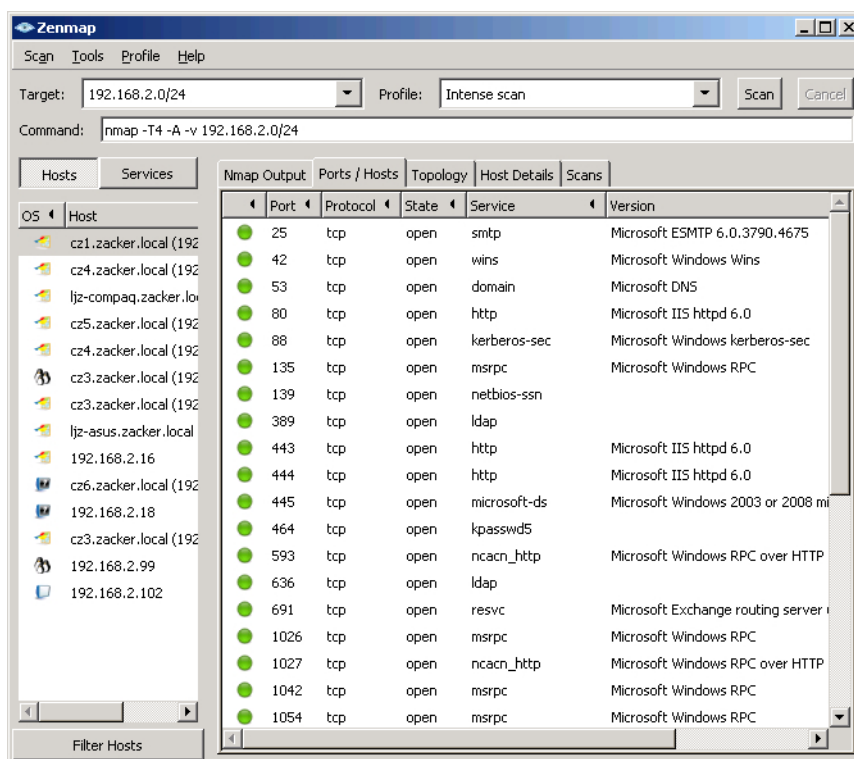 Zenmap
Scan Tools Profile Help
Target: 192.168.2.0/24 Profile: Intense scan Scan Cancel
Command: nmap -T4 -A -v 192.168.2.0/24
Hosts Services Nmap Output Ports / Hosts Topology Host Details Scans
OS Host
cz1.zacker.local (192
cz4.zacker.local (192
ljz-compaq.zacker.lo
cz5.zacker.local (192
cz4.zacker.local (192
cz3.zacker.local (192
cz3.zacker.local (192
ljz-asus.zacker.local
192.168.2.16
cz6.zacker.local (192
192.168.2.18
cz3.zacker.local (192
192.168.2.99
192.168.2.102
Filter Hosts
Port Protocol State Service Version
25 tcp open smtp Microsoft ESMTP 6.0.3790.4675
42 tcp open wins Microsoft Windows Wins
53 tcp open domain Microsoft DNS
80 tcp open http Microsoft IIS httpd 6.0
88 tcp open kerberos-sec Microsoft Windows kerberos-sec
135 tcp open msrpc Microsoft Windows RPC
139 tcp open netbios-ssn
389 tcp open ldap
443 tcp open http Microsoft IIS httpd 6.0
444 tcp open http Microsoft IIS httpd 6.0
445 tcp open microsoft-ds Microsoft Windows 2003 or 2008 mi
464 tcp open kpasswd5
593 tcp open ncacn_http Microsoft Windows RPC over HTTP
636 tcp open ldap
691 tcp open resvc Microsoft Exchange routing server
1026 tcp open msrpc Microsoft Windows RPC
1027 tcp open ncacn_http Microsoft Windows RPC over HTTP
1042 tcp open msrpc Microsoft Windows RPC
1054 tcp open msrpc Microsoft Windows RPC